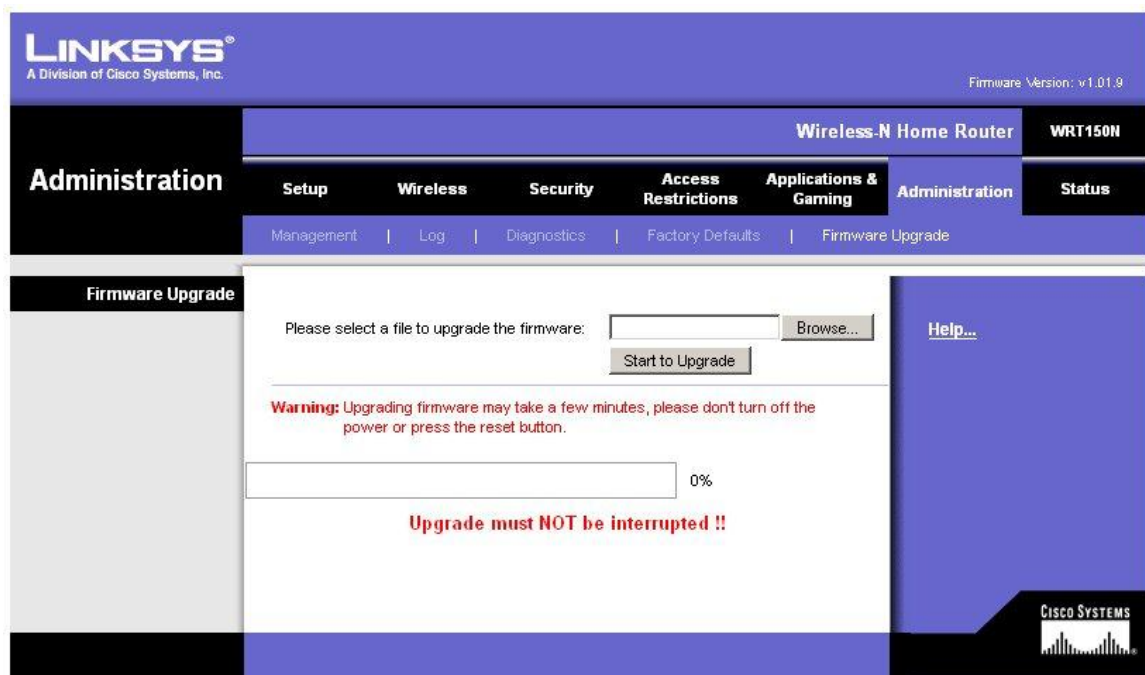 LINKSYS®
A Division of Cisco Systems, Inc.
Firmware Version: v1.01.9
Wireless-N Home Router WRT150N
Administration
Setup Wireless Security Access Restrictions Applications & Gaming Administration Status
Management | Log | Diagnostics | Factory Defaults | Firmware Upgrade
Firmware Upgrade
Please select a file to upgrade the firmware: Browse...
Start to Upgrade
Help...
Warning: Upgrading firmware may take a few minutes, please don't turn off the
power or press the reset button.
0%
Upgrade must NOT be interrupted !!
CISCO SYSTEMS